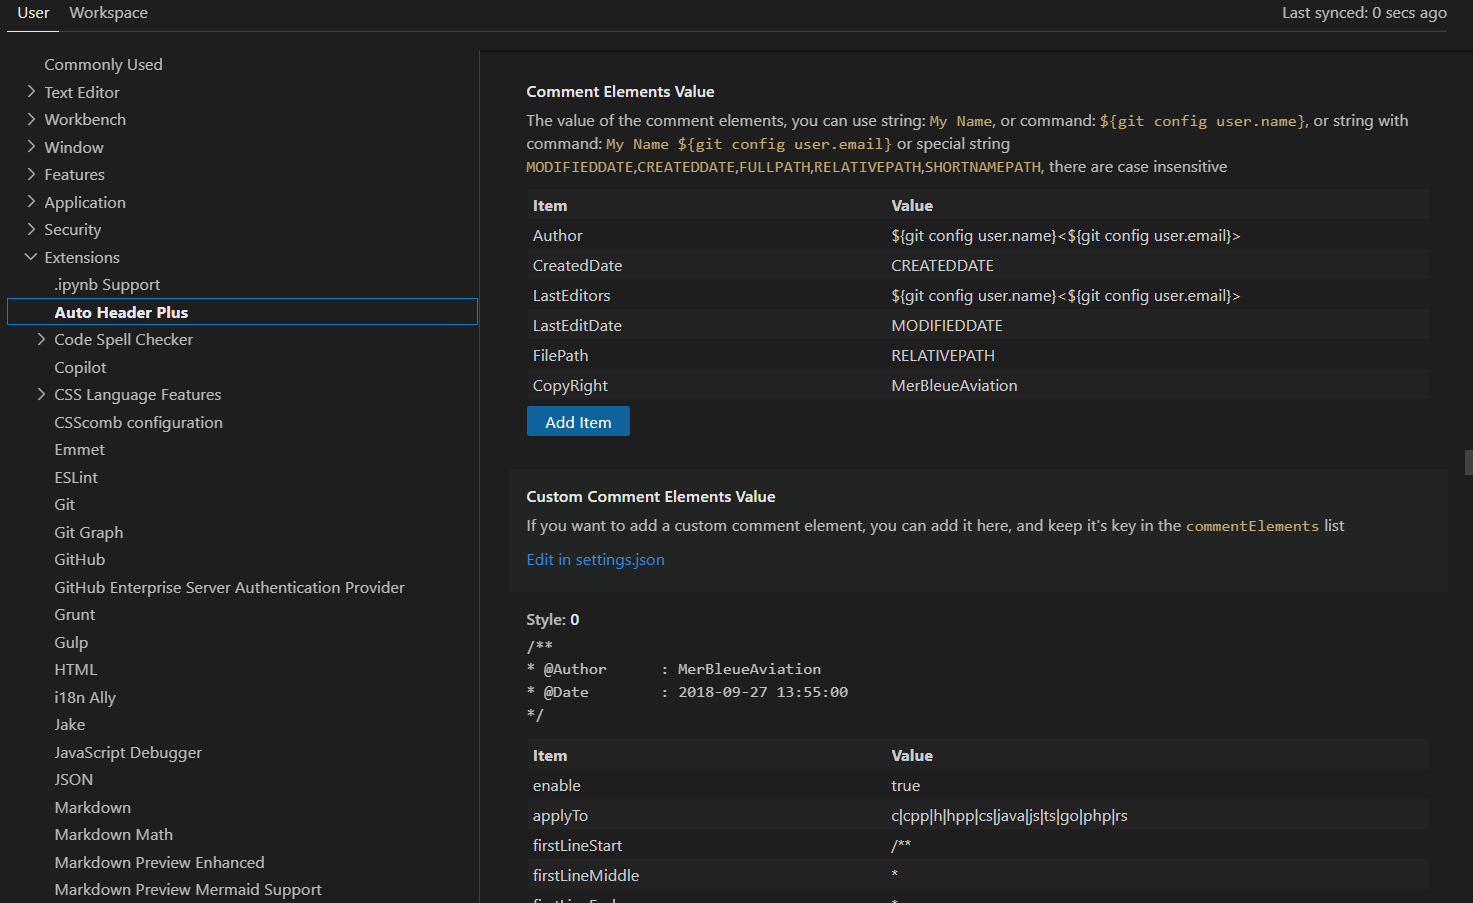 User Workspace Last synced: 0 secs ago
Commonly Used
Text Editor
Workbench
Window
Features
Application
Security
Extensions
.ipynb Support
Auto Header Plus
Code Spell Checker
Copilot
CSS Language Features
CSScomb configuration
Emmet
ESLint
Git
Git Graph
GitHub
GitHub Enterprise Server Authentication Provider
Grunt
Gulp
HTML
i18n Ally
Jake
JavaScript Debugger
JSON
Markdown
Markdown Math
Markdown Preview Enhanced
Markdown Preview Mermaid Support
Comment Elements Value
The value of the comment elements, you can use string: My Name, or command: ${git config user.name}, or string with
command: My Name ${git config user.email} or special string
MODIFIEDDATE,CREATEDDATE,FULLPATH,RELATIVEPATH,SHORTNAMEPATH, there are case insensitive
Item Value
Author ${git config user.name}<${git config user.email}>
CreatedDate CREATEDDATE
LastEditors ${git config user.name}<${git config user.email}>
LastEditDate MODIFIEDDATE
FilePath RELATIVEPATH
CopyRight MerBleueAviation
Add Item
Custom Comment Elements Value
If you want to add a custom comment element, you can add it here, and keep it's key in the commentElements list
Edit in settings.json
Style: 0
/**
* @Author : MerBleueAviation
* @Date : 2018-09-27 13:55:00
*/
Item Value
enable true
applyTo c|cpp|h|hpp|cs|java|js|ts|go|php|rs
firstLineStart /**
firstLineMiddle *